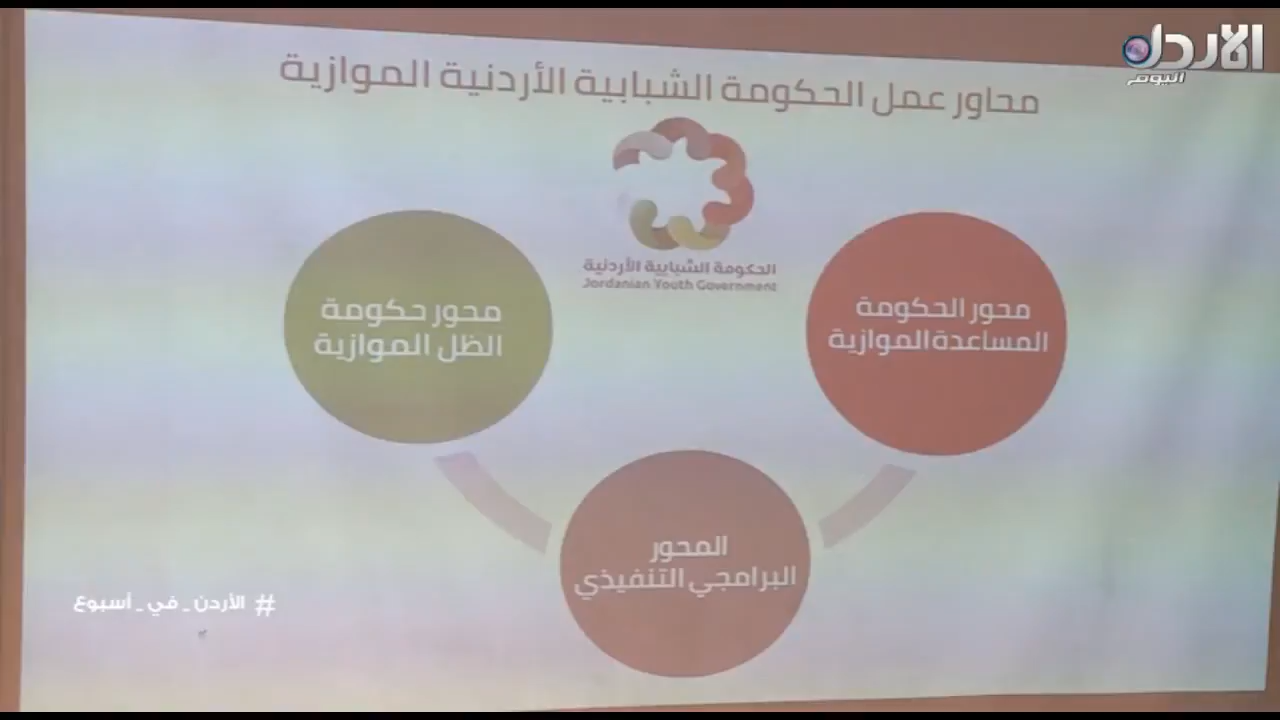 الأردن
اليوم
محاور عمل الحكومة الشبابية الأردنية الموازية
الحكومة الشبابية الأردنية
Jordanian Youth Government
محور الحكومة
المساعدة الموازية
محور حكومة
الظل الموازية
المحور
البرامجي التنفيذي
# الأردن_في_أسبوع